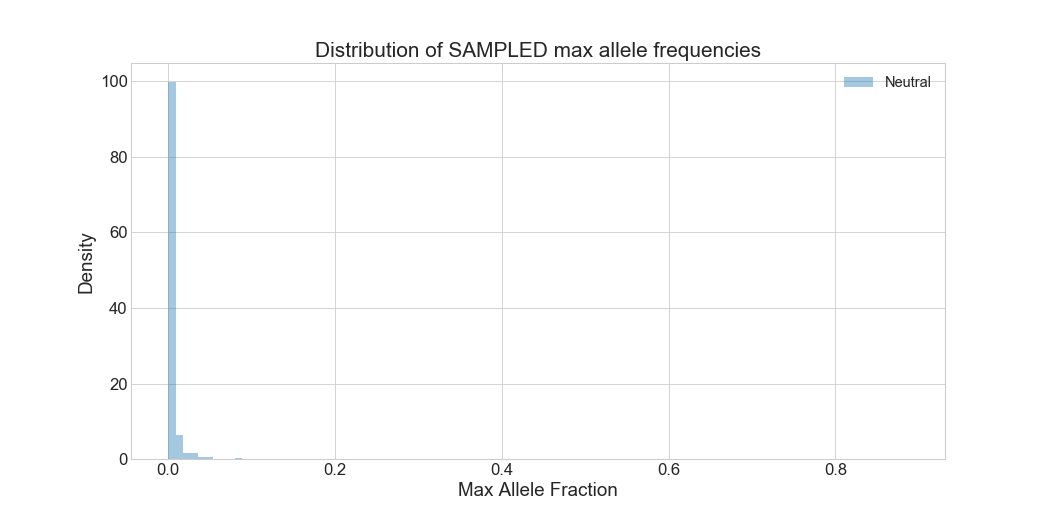 Distribution of SAMPLED max allele frequencies
Neutral
100
80
60
40
20
0
Density
0.0 0.2 0.4 0.6 0.8
Max Allele Fraction